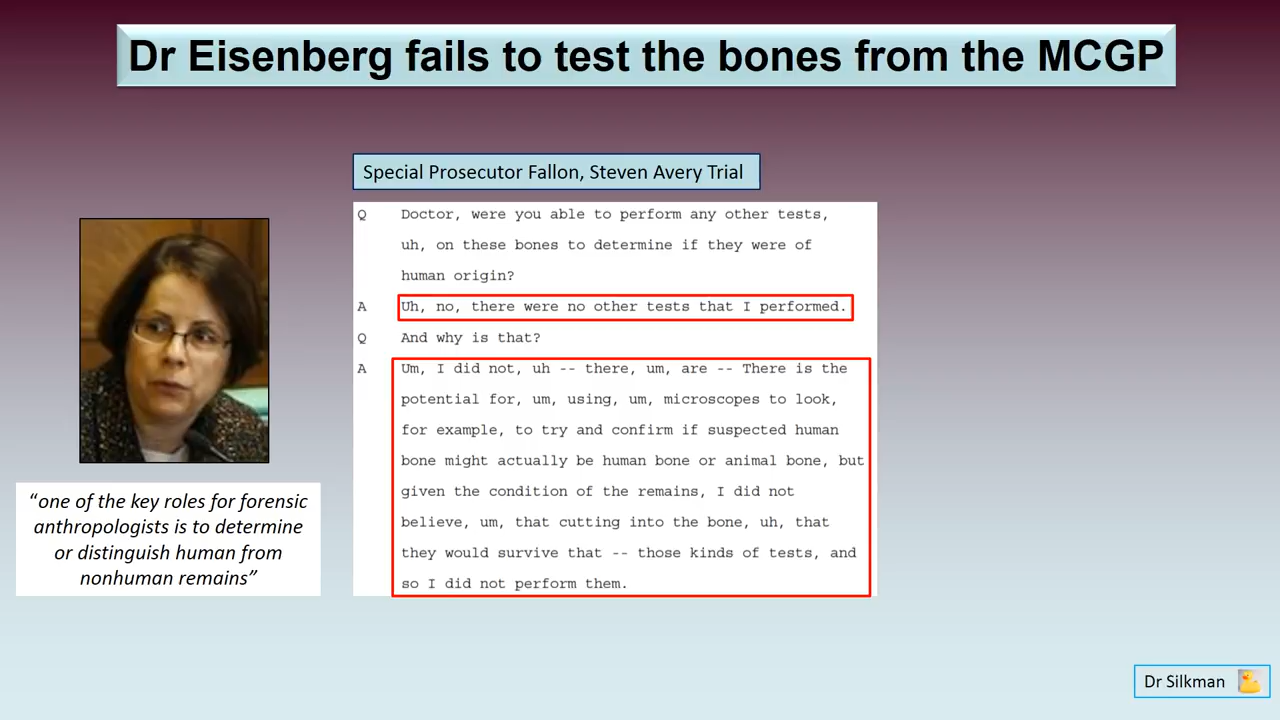 Dr Eisenberg fails to test the bones from the MCGP
Special Prosecutor Fallon, Steven Avery Trial
Q Doctor, were you able to perform any other tests,
uh, on these bones to determine if they were of
human origin?
A Uh, no, there were no other tests that I performed.
Q And why is that?
A Um, I did not, uh -- there, um, are -- There is the
potential for, um, using, um, microscopes to look,
for example, to try and confirm if suspected human
bone might actually be human bone or animal bone, but
given the condition of the remains, I did not
believe, um, that cutting into the bone, uh, that
they would survive that -- those kinds of tests, and
so I did not perform them.
“one of the key roles for forensic
anthropologists is to determine
or distinguish human from
nonhuman remains”
Dr Silkman